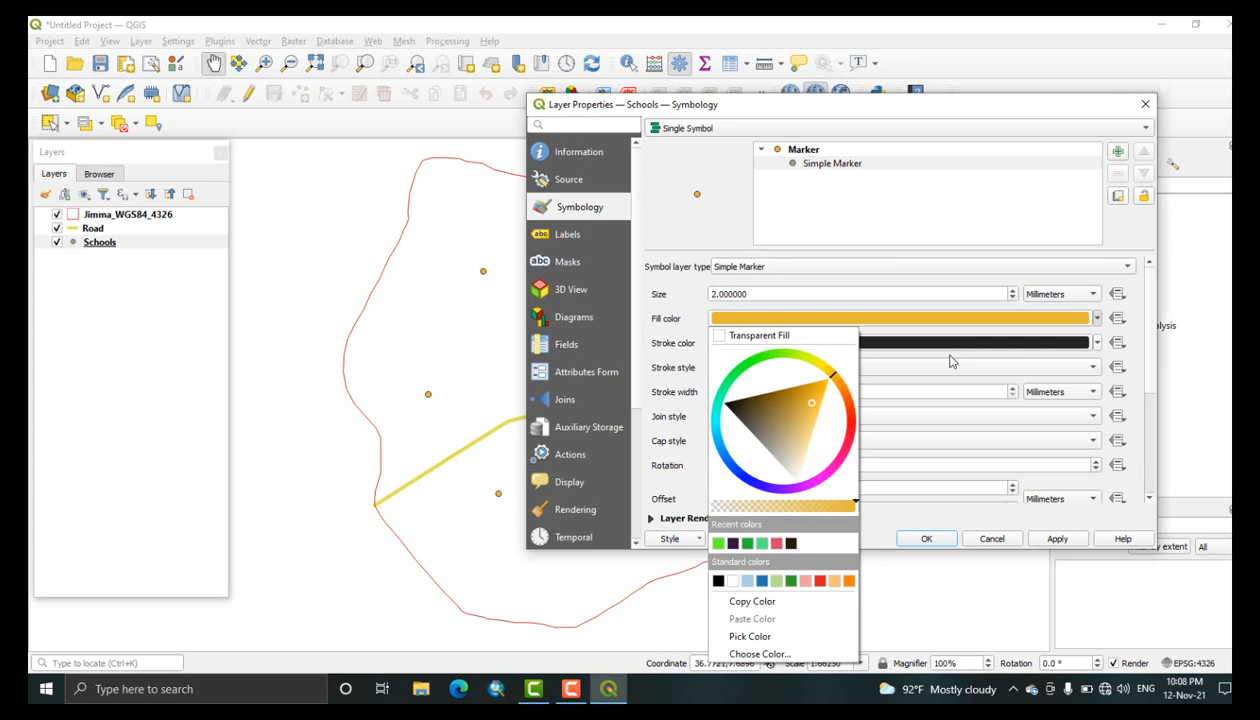 *Untitled Project — QGIS
Project Edit View Layer Settings Plugins Vector Raster Database Web Mesh Processing Help
Layer Properties — Schools — Symbology
Layers
Layers Browser
Jimma_WGS84_4326
Road
Schools
Information
Source
Symbology
Labels
Masks
3D View
Diagrams
Fields
Attributes Form
Joins
Auxiliary Storage
Actions
Display
Rendering
Temporal
Single Symbol
Marker
Simple Marker
Symbol layer type Simple Marker
Size 2.000000 Millimeters
Fill color
Transparent Fill
Stroke color
Stroke style
Stroke width Millimeters
Join style
Cap style
Rotation
Offset Millimeters
Layer Ren
Recent colors
Standard colors
Copy Color
Paste Color
Pick Color
Choose Color...
Style OK Cancel Apply Help
alysis
extent All
Type to locate (Ctrl+K) Coordinate Magnifier 100% Rotation 0.0 ° Render EPSG:4326
Type here to search 92°F Mostly cloudy ENG 10:08 PM
12-Nov-21